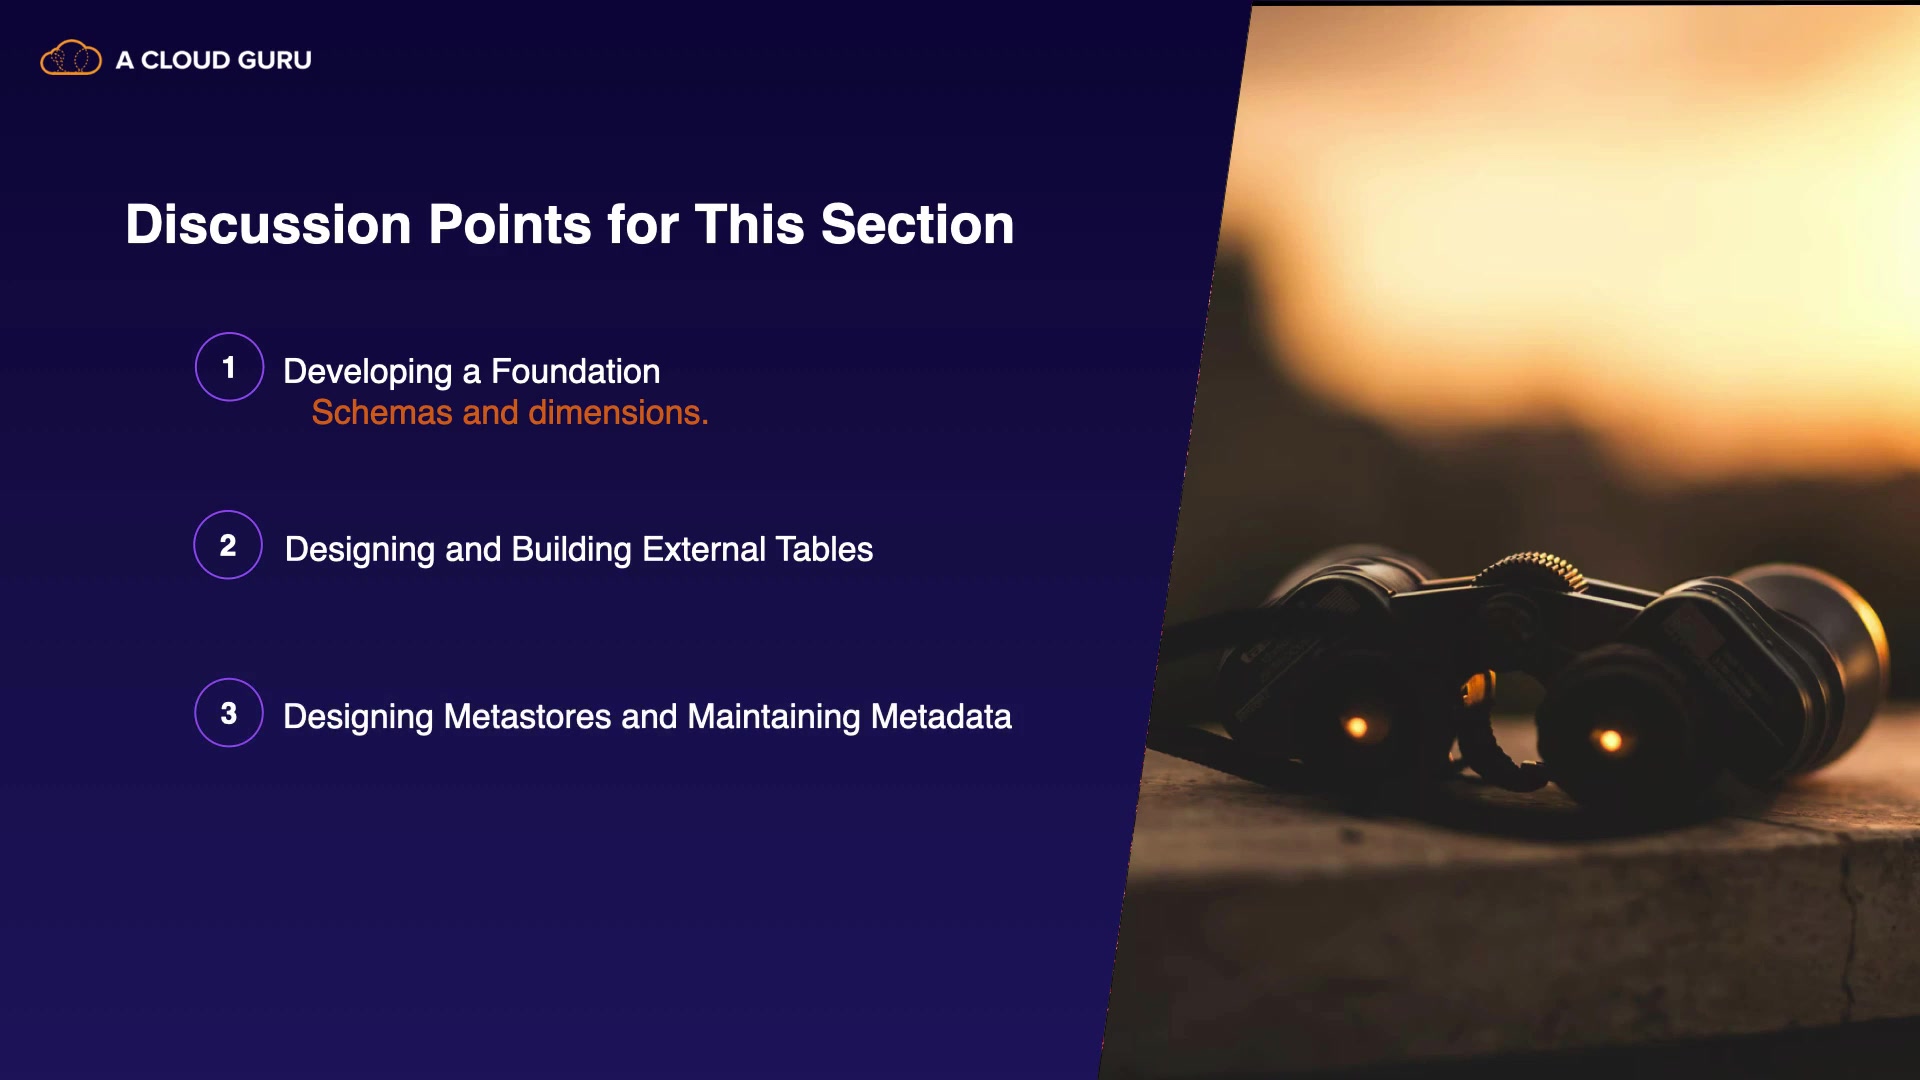 A CLOUD GURU
Discussion Points for This Section
1
Developing a Foundation
Schemas and dimensions.
2
Designing and Building External Tables
3
Designing Metastores and Maintaining Metadata